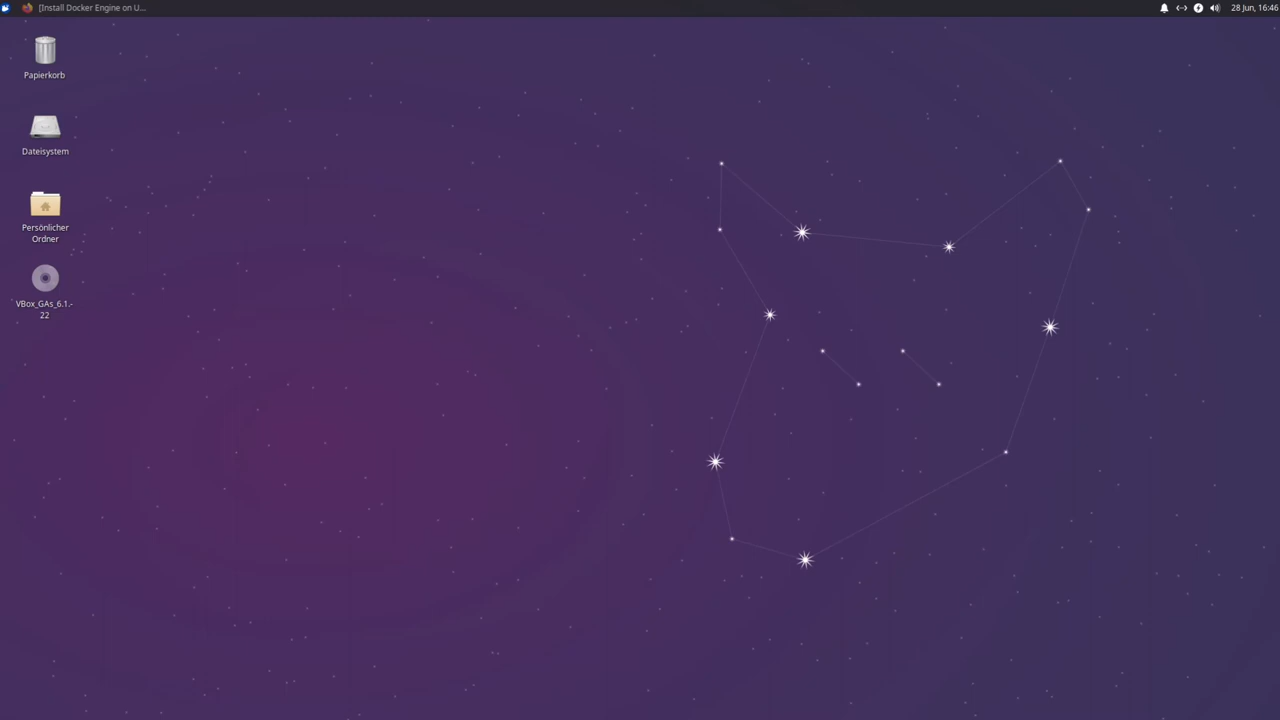 [Install Docker Engine on U...
28 Jun, 16:46
Papierkorb
Dateisystem
Persönlicher
Ordner
VBox_GAs_6.1.-
22